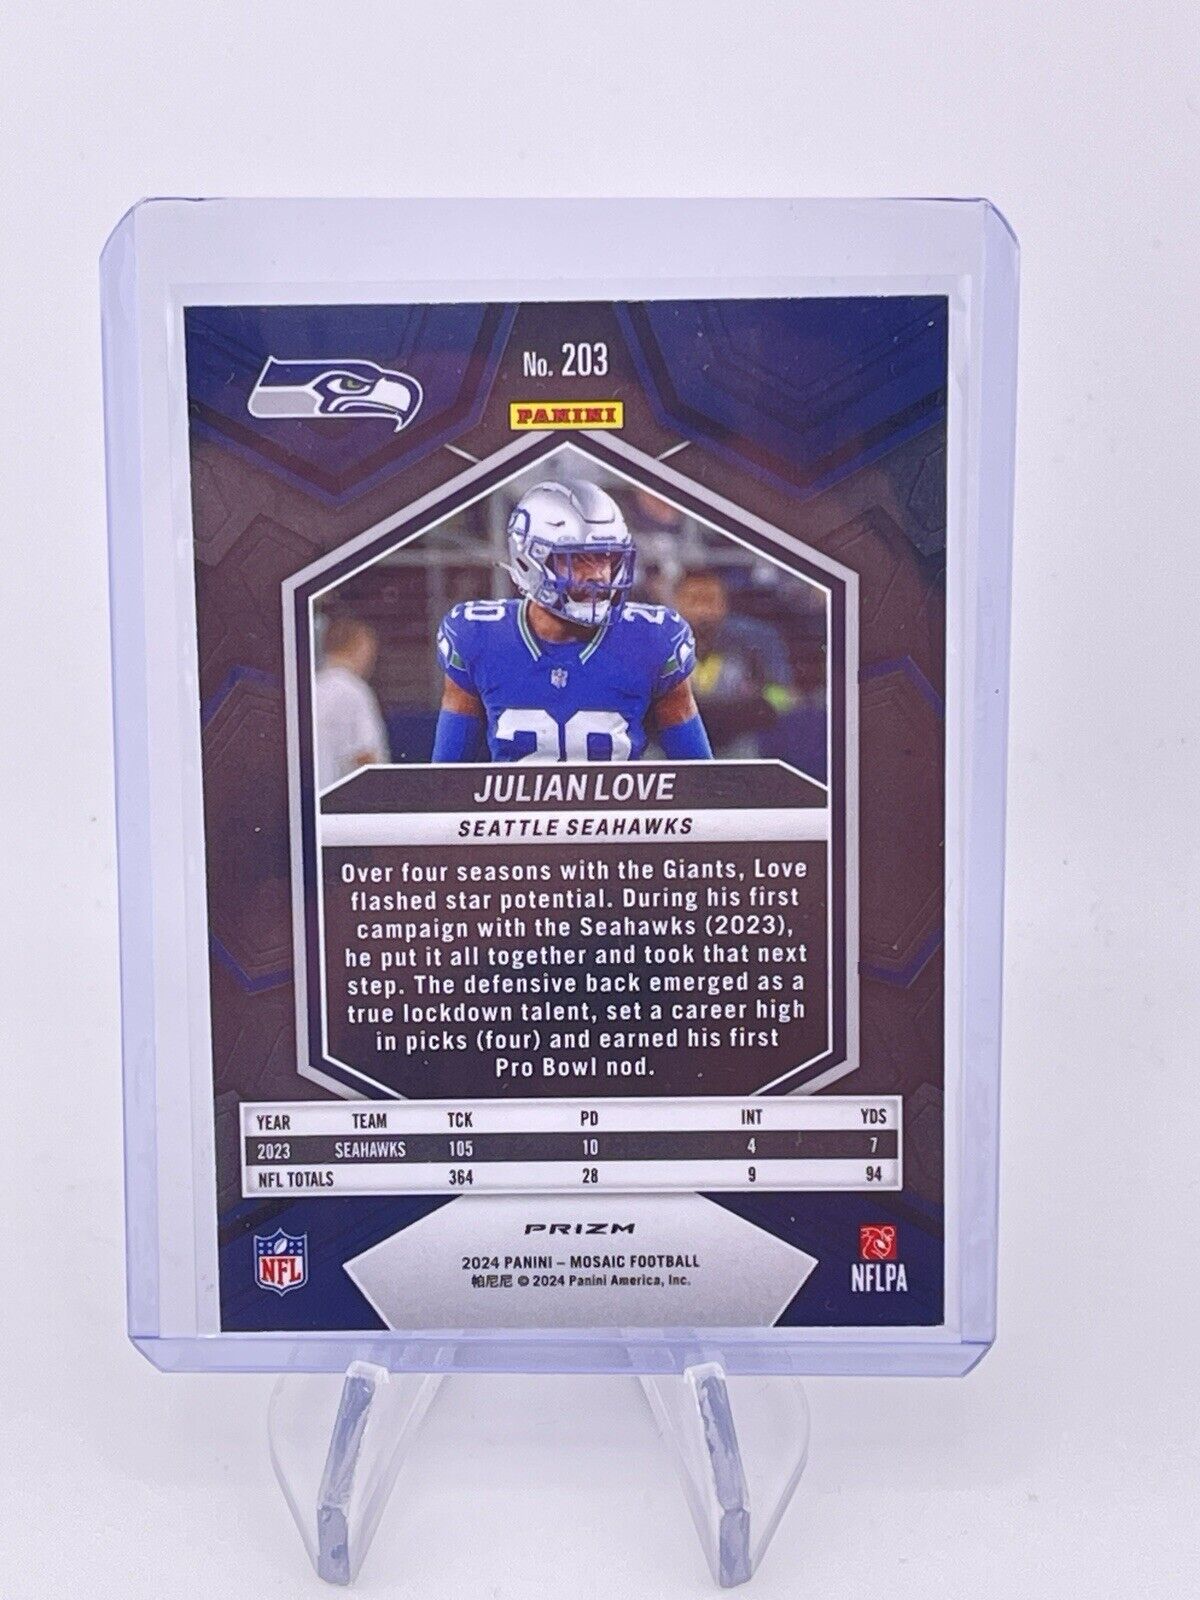 No. 203
PANINI
20 20
20
JULIAN LOVE
SEATTLE SEAHAWKS
Over four seasons with the Giants, Love
flashed star potential. During his first
campaign with the Seahawks (2023),
he put it all together and took that next
step. The defensive back emerged as a
true lockdown talent, set a career high
in picks (four) and earned his first
Pro Bowl nod.
YEAR TEAM TCK PD INT YDS
2023 SEAHAWKS 105 10 4 7
NFL TOTALS 364 28 9 94
PRIZM
2024 PANINI – MOSAIC FOOTBALL
帕尼尼 © 2024 Panini America, Inc.
NFL
NFLPA